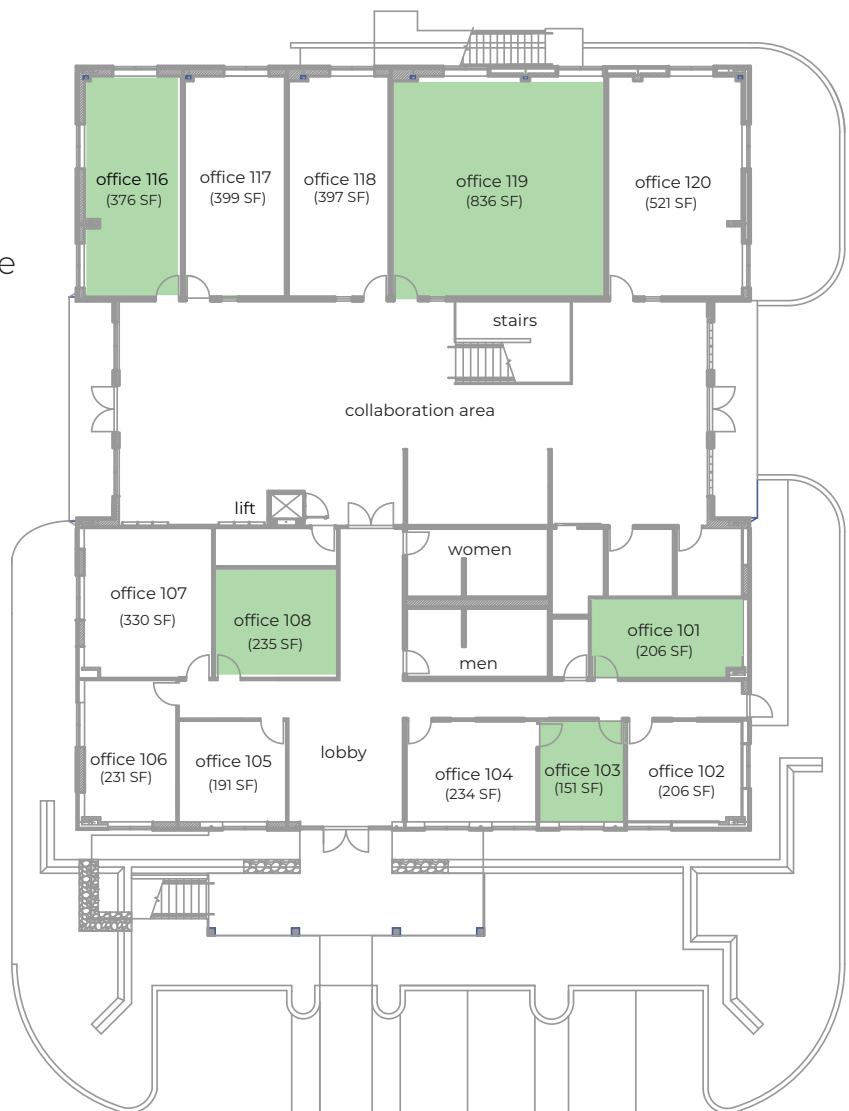 office 116
(376 SF)
office 117
(399 SF)
office 118
(397 SF)
office 119
(836 SF)
office 120
(521 SF)
e
stairs
collaboration area
lift
women
office 107
(330 SF)
office 108
(235 SF)
men
office 101
(206 SF)
office 106
(231 SF)
office 105
(191 SF)
lobby
office 104
(234 SF)
office 103
(151 SF)
office 102
(206 SF)